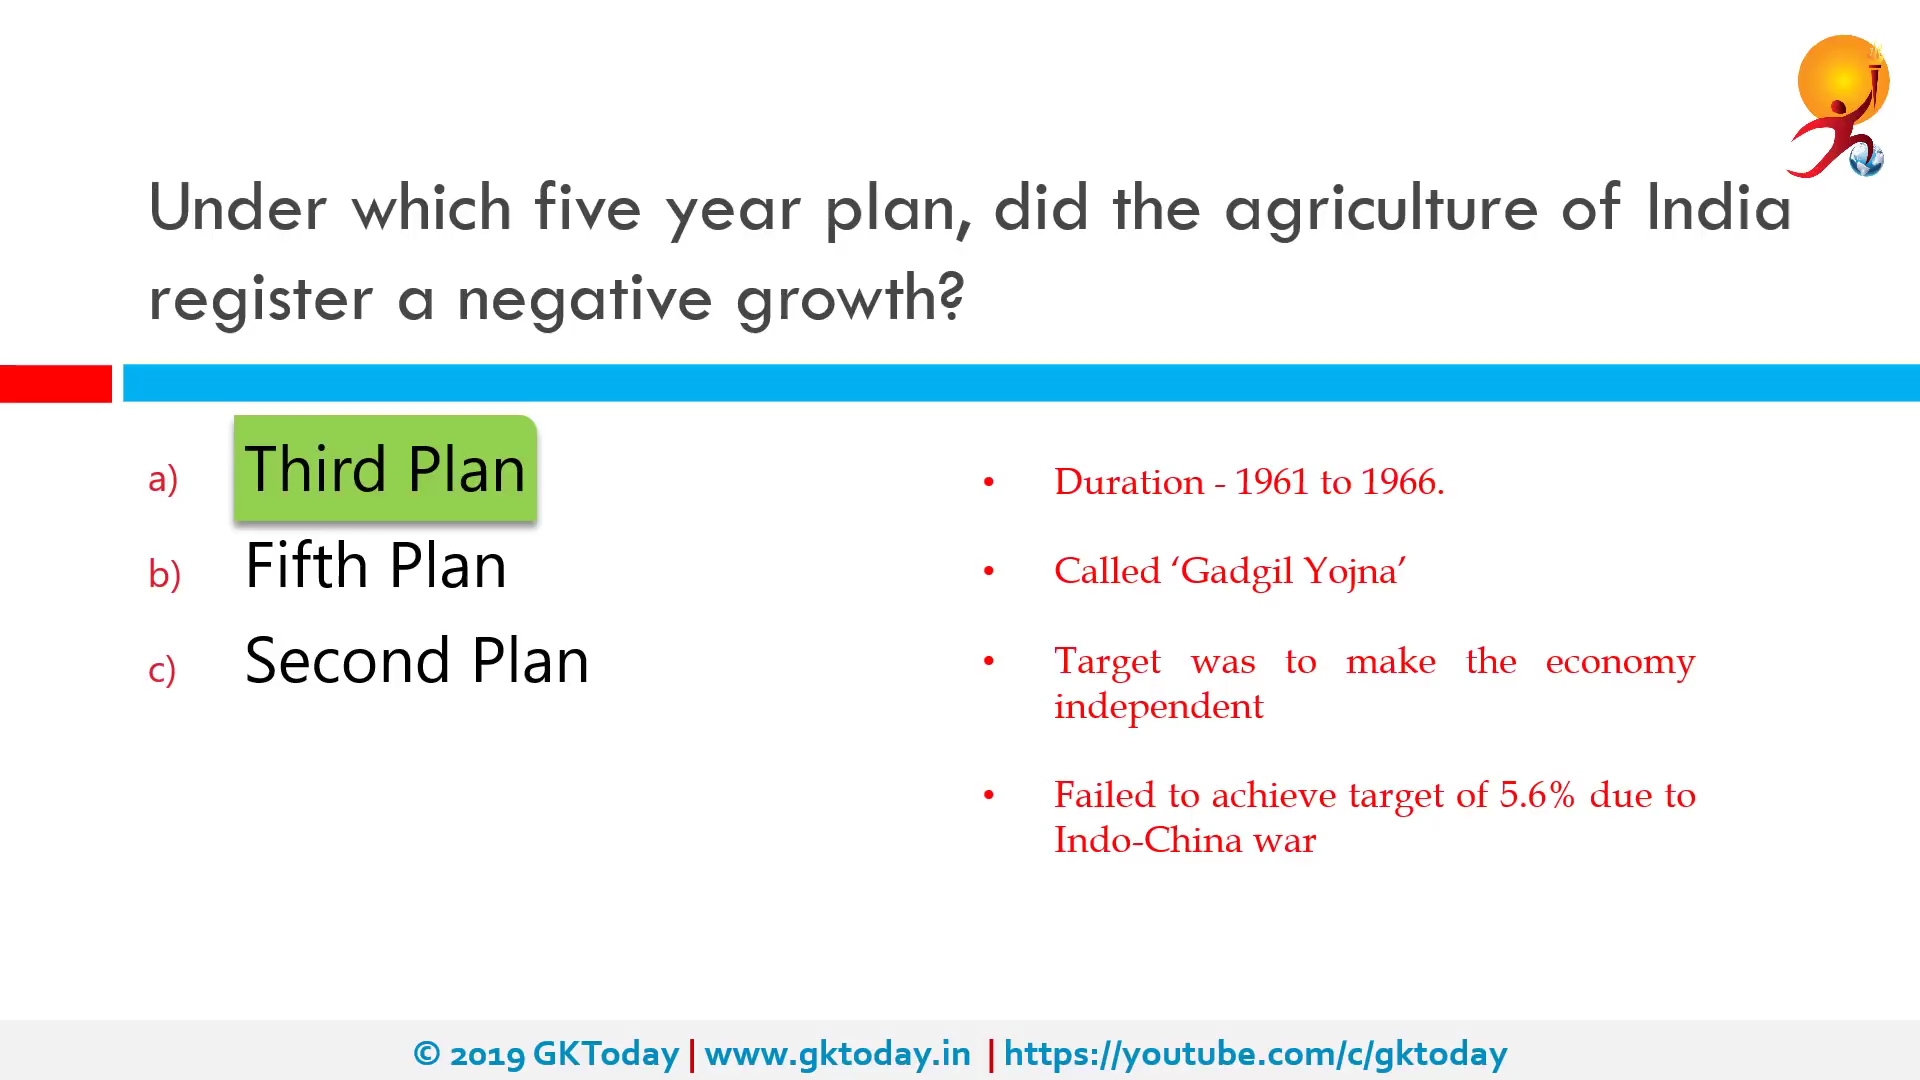 Under which five year plan, did the agriculture of India
register a negative growth?
a) Third Plan
b) Fifth Plan
c) Second Plan
• Duration - 1961 to 1966.
• Called ‘Gadgil Yojna’
• Target was to make the economy
independent
• Failed to achieve target of 5.6% due to
Indo-China war
© 2019 GKToday | www.gktoday.in | https://youtube.com/c/gktoday